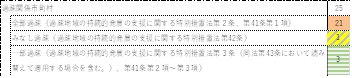 過疎関係市町村 25
全部過疎（過疎地域の持続的発展の支援に関する特別措置法第２条、第41条第１項） 21
みなし過疎（過疎地域の持続的発展の支援に関する特別措置法第42条） 1
一部過疎（過疎地域の持続的発展の支援に関する特別措置法第３条（同法第43条において読み
替えて適用する場合を含む。）、第41条第２項～第３項） 3